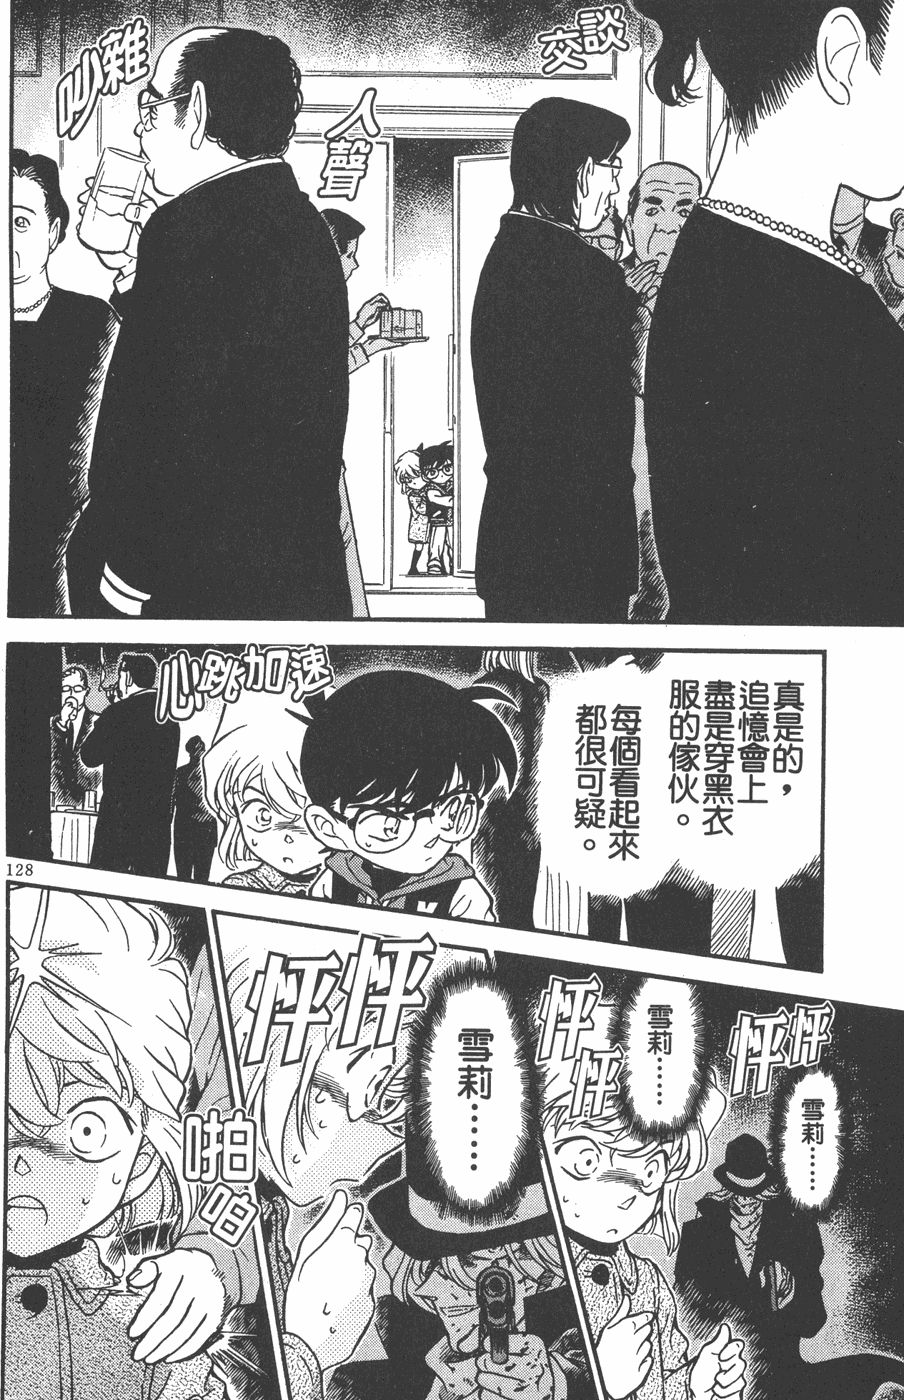 交談
人聲
吵雜
真是的，
追憶會上
盡是穿黑衣
服的傢伙。
每個看起來
都很可疑。
心跳加速
128
雪莉……
怦怦
雪莉……
怦怦
雪莉……
怦怦
啪